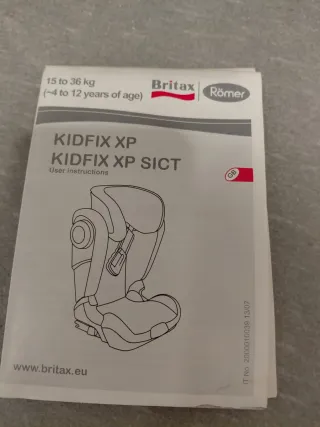 15 to 36 kg
(~4 to 12 years of age)
Britax
Römer
KIDFIX XP
KIDFIX XP SICT
User instructions
GB
www.britax.eu